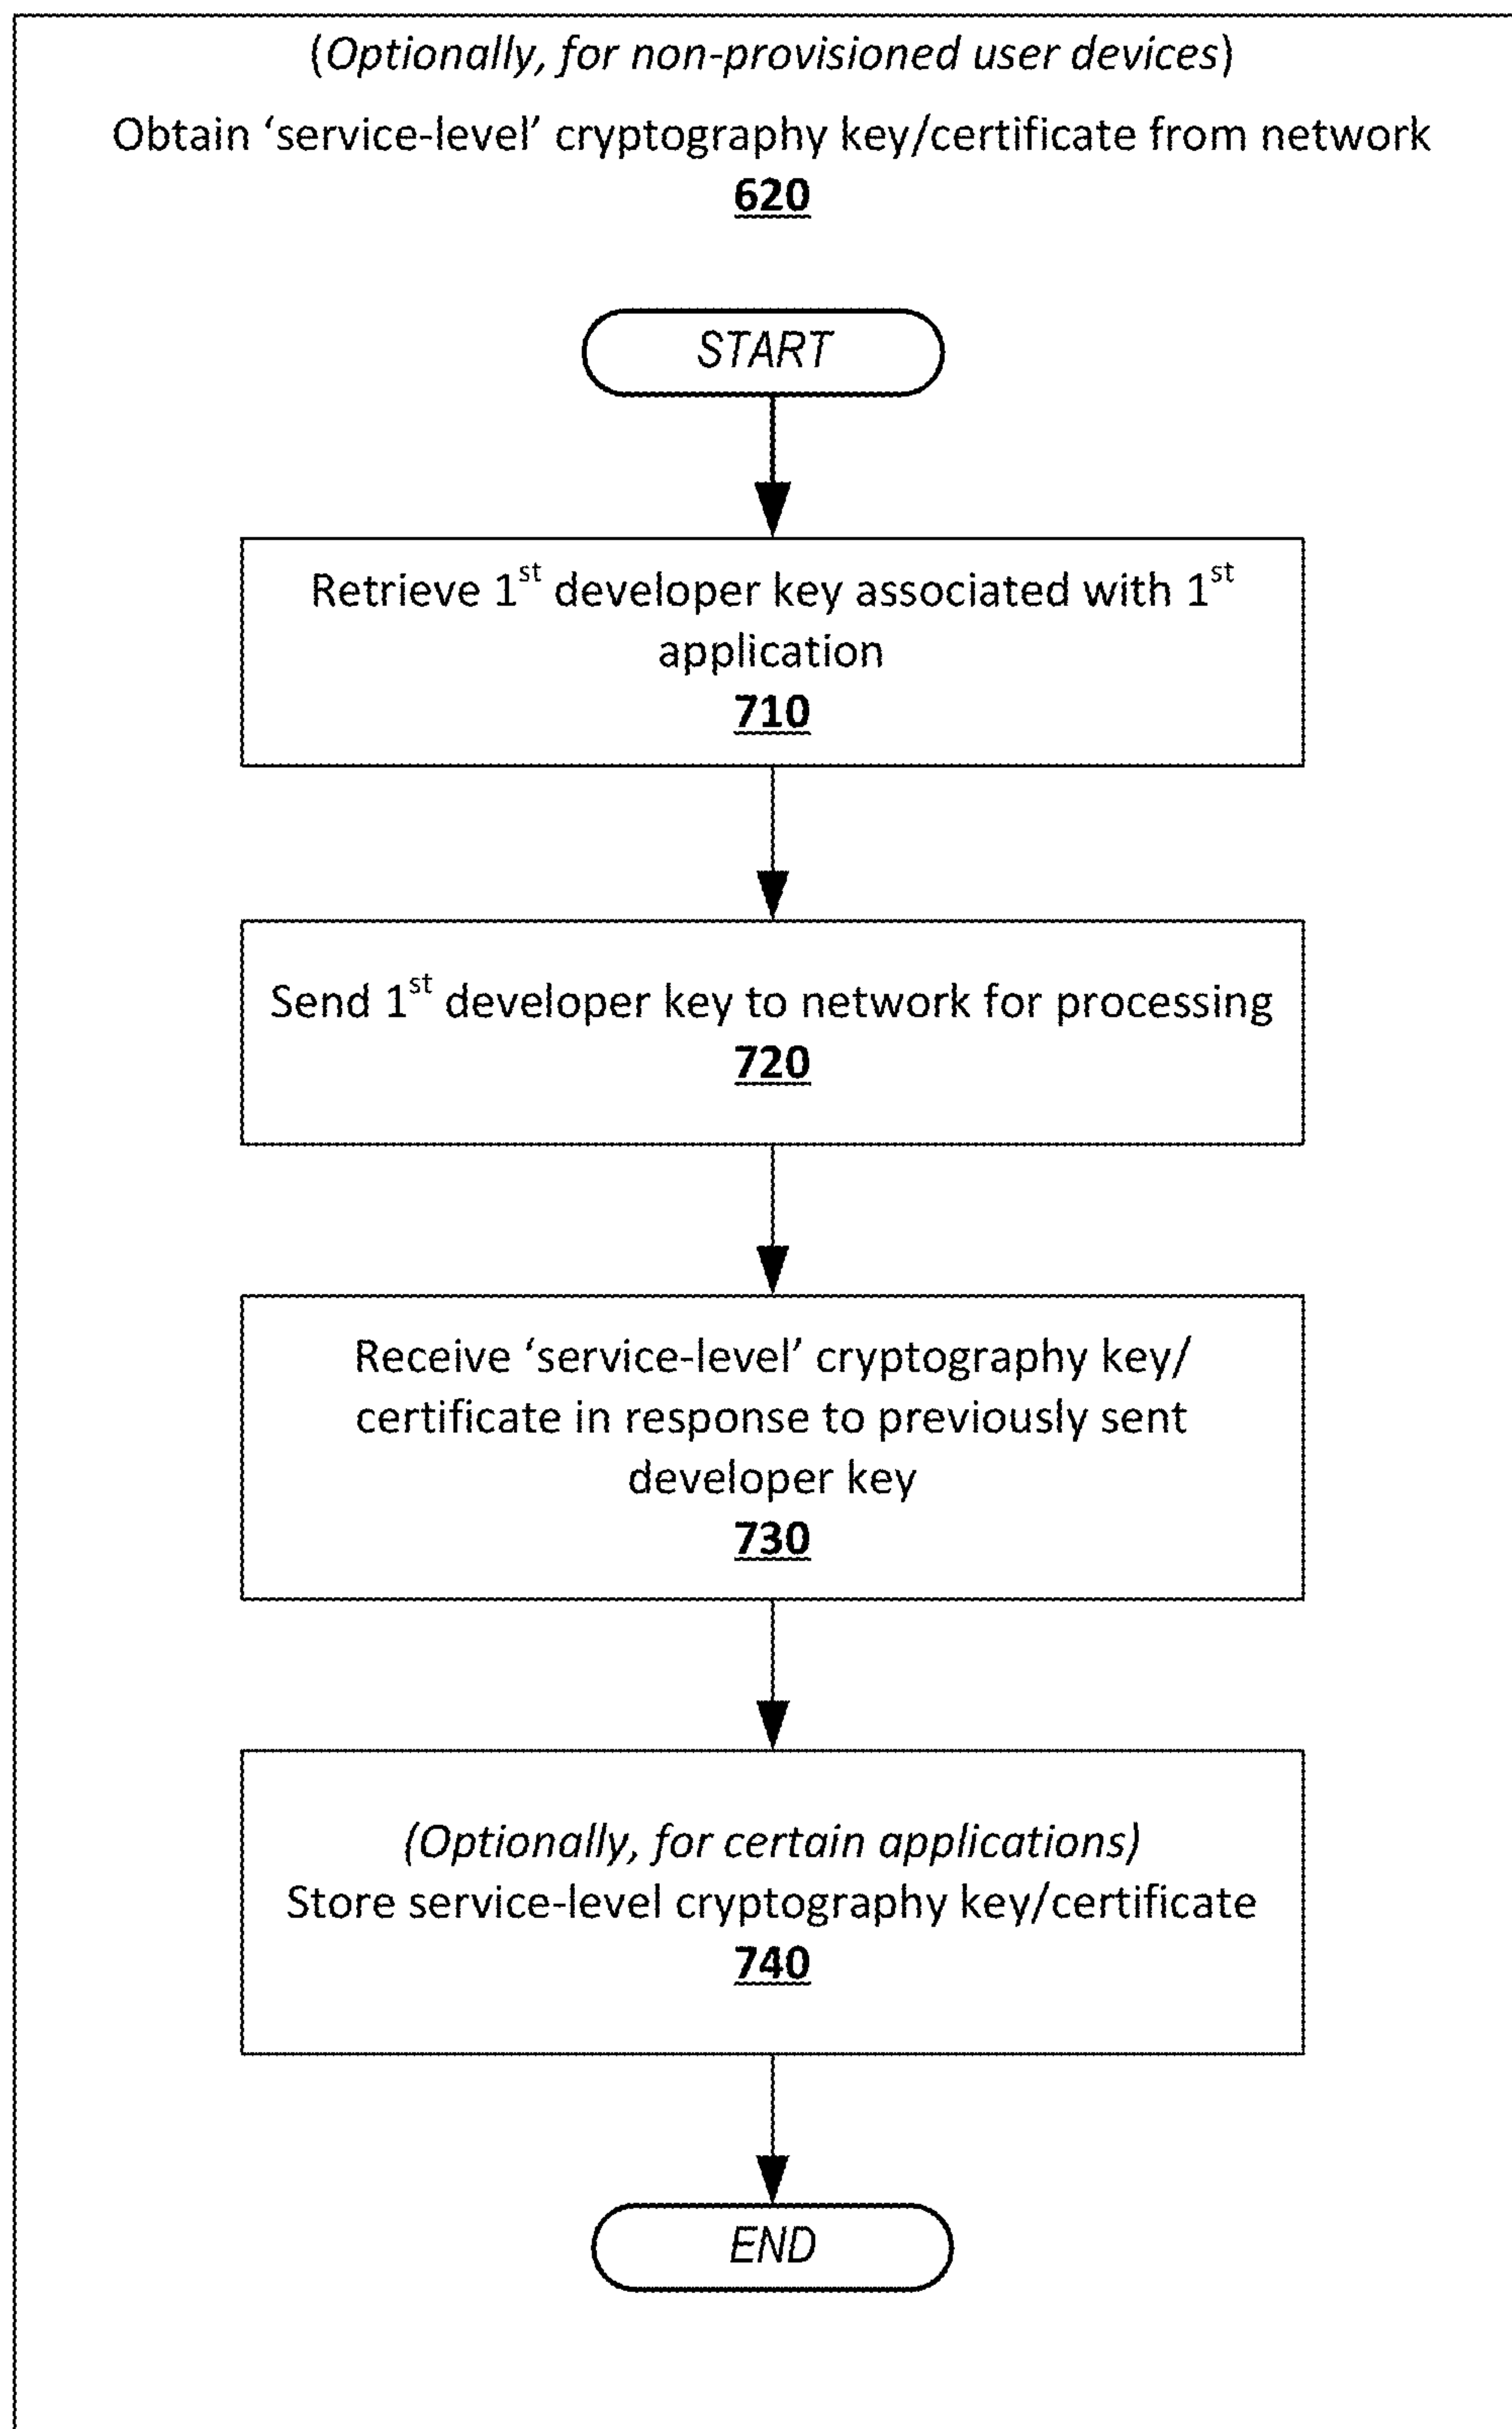 (Optionally, for non-provisioned user devices)
Obtain ‘service-level’ cryptography key/certificate from network
620
START
Retrieve 1st developer key associated with 1st
application
710
Send 1st developer key to network for processing
720
Receive ‘service-level’ cryptography key/
certificate in response to previously sent
developer key
730
(Optionally, for certain applications)
Store service-level cryptography key/certificate
740
END